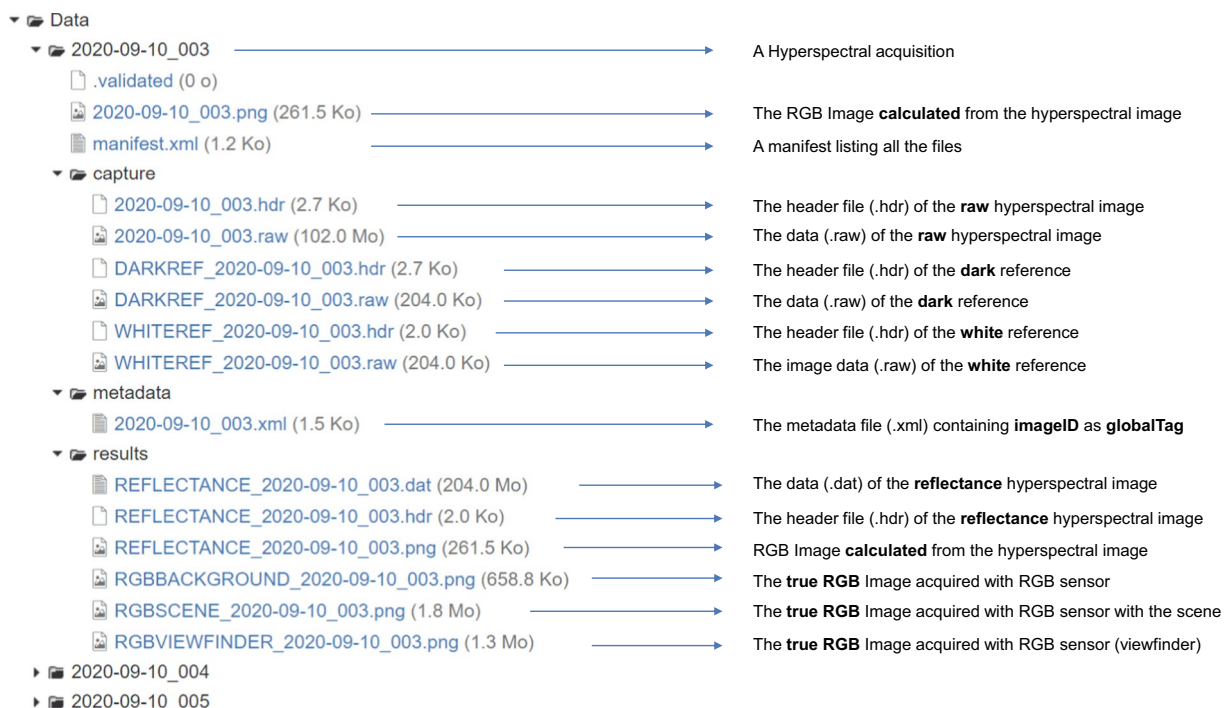 Data
2020-09-10_003 A Hyperspectral acquisition
.validated (0 o)
2020-09-10_003.png (261.5 Ko) The RGB Image calculated from the hyperspectral image
manifest.xml (1.2 Ko) A manifest listing all the files
capture
2020-09-10_003.hdr (2.7 Ko) The header file (.hdr) of the raw hyperspectral image
2020-09-10_003.raw (102.0 Mo) The data (.raw) of the raw hyperspectral image
DARKREF_2020-09-10_003.hdr (2.7 Ko) The header file (.hdr) of the dark reference
DARKREF_2020-09-10_003.raw (204.0 Ko) The data (.raw) of the dark reference
WHITEREF_2020-09-10_003.hdr (2.0 Ko) The header file (.hdr) of the white reference
WHITEREF_2020-09-10_003.raw (204.0 Ko) The image data (.raw) of the white reference
metadata
2020-09-10_003.xml (1.5 Ko) The metadata file (.xml) containing imageID as globalTag
results
REFLECTANCE_2020-09-10_003.dat (204.0 Mo) The data (.dat) of the reflectance hyperspectral image
REFLECTANCE_2020-09-10_003.hdr (2.0 Ko) The header file (.hdr) of the reflectance hyperspectral image
REFLECTANCE_2020-09-10_003.png (261.5 Ko) RGB Image calculated from the hyperspectral image
RGBBACKGROUND_2020-09-10_003.png (658.8 Ko) The true RGB Image acquired with RGB sensor
RGBSCENE_2020-09-10_003.png (1.8 Mo) The true RGB Image acquired with RGB sensor with the scene
RGBVIEWFINDER_2020-09-10_003.png (1.3 Mo) The true RGB Image acquired with RGB sensor (viewfinder)
2020-09-10_004
2020-09-10_005